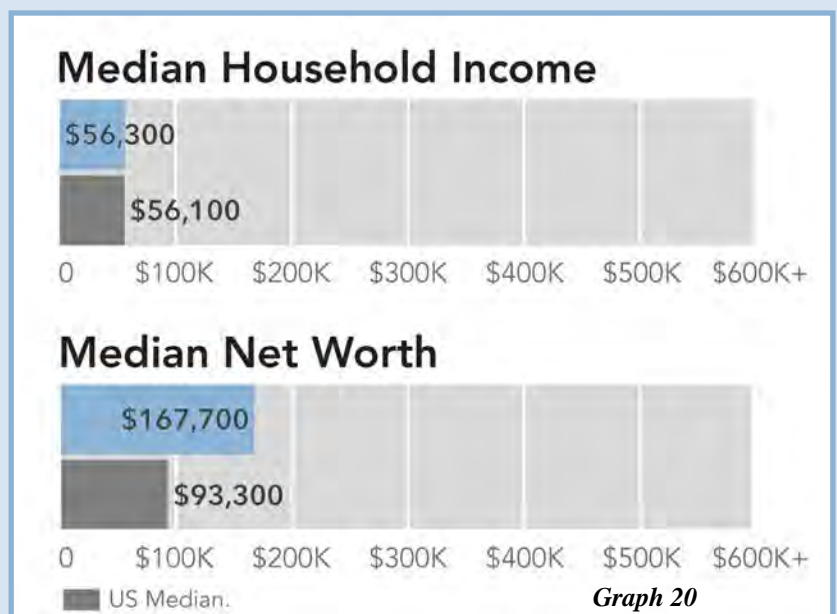 Median Household Income
$56,300
$56,100
0 $100K $200K $300K $400K $500K $600K+
Median Net Worth
$167,700
$93,300
0 $100K $200K $300K $400K $500K $600K+
US Median.
Graph 20